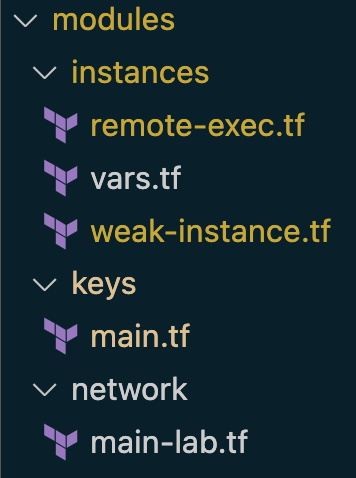 modules
instances
remote-exec.tf
vars.tf
weak-instance.tf
keys
main.tf
network
main-lab.tf